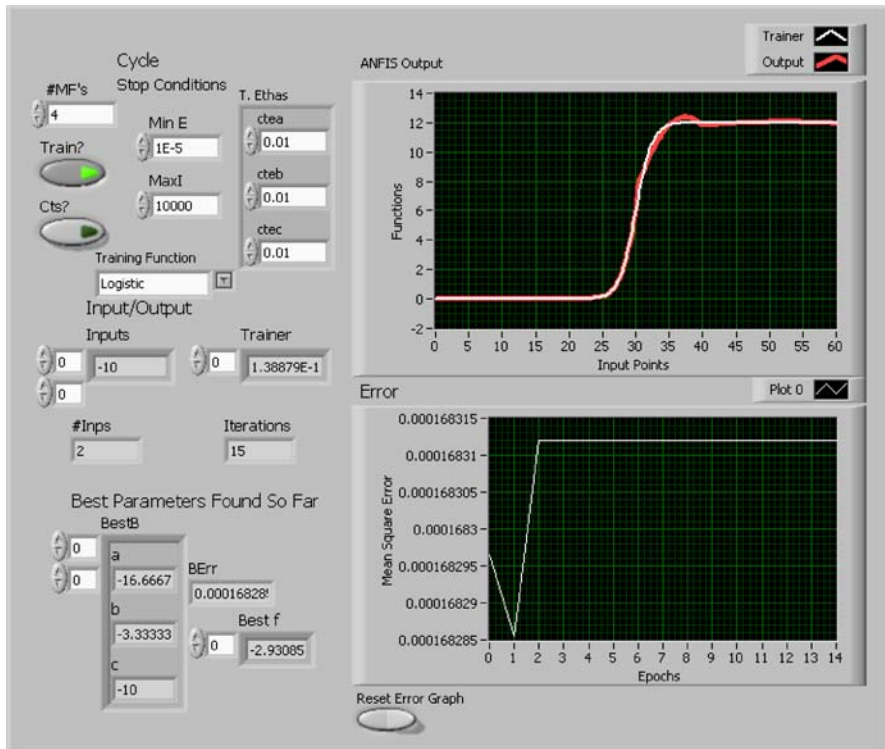 Cycle
Stop Conditions
#MF's
4
Train?
Cts?
Min E
1E-5
MaxI
10000
T. Ethas
ctea
0.01
cteb
0.01
ctec
0.01
Training Function
Logistic
Input/Output
Inputs
0
-10
0
Trainer
0
1.38879E-1
#Inps
2
Iterations
15
Best Parameters Found So Far
BestB
0
0
a
-16.6667
b
-3.33333
c
-10
BErr
Best f
0
-2.93085
ANFIS Output
Trainer
Output
Functions
14
12
10
8
6
4
2
0
-2
0 5 10 15 20 25 30 35 40 45 50 55 60
Input Points
Error
Plot 0
Mean Square Error
0.000168315
0.00016831
0.000168305
0.0001683
0.000168295
0.00016829
0.000168285
0 1 2 3 4 5 6 7 8 9 10 11 12 13 14
Epochs
Reset Error Graph